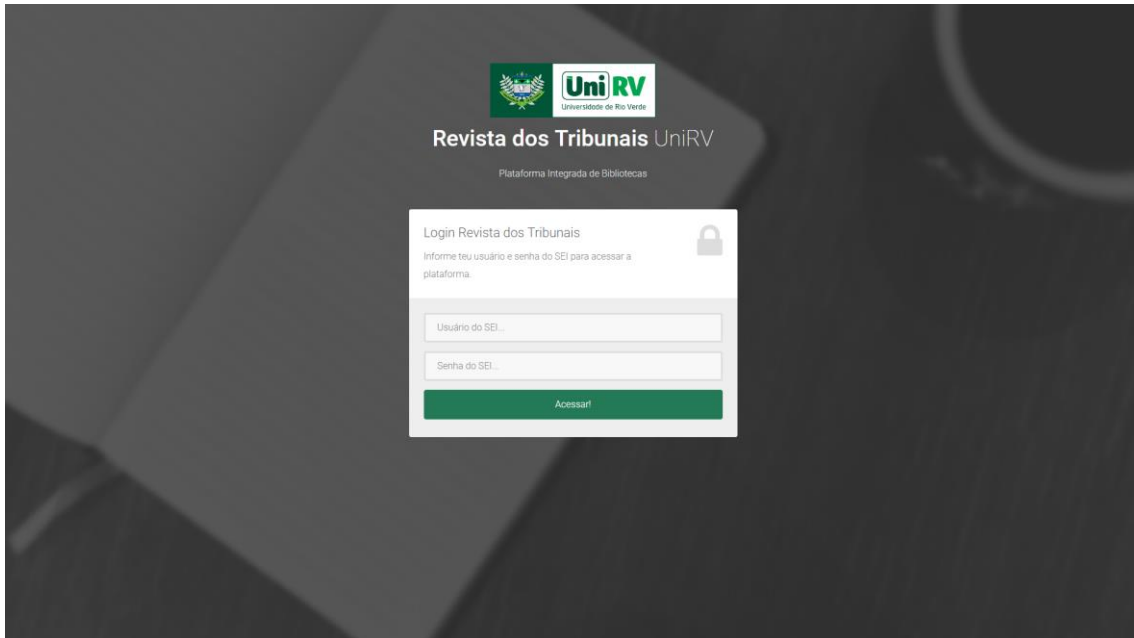 Uni RV
Universidade de Rio Verde
Revista dos Tribunais UniRV
Plataforma Integrada de Bibliotecas
Login Revista dos Tribunais
Informe teu usuário e senha do SEI para acessar a
plataforma.
Usuário do SEI...
Senha do SEI...
Acessar!